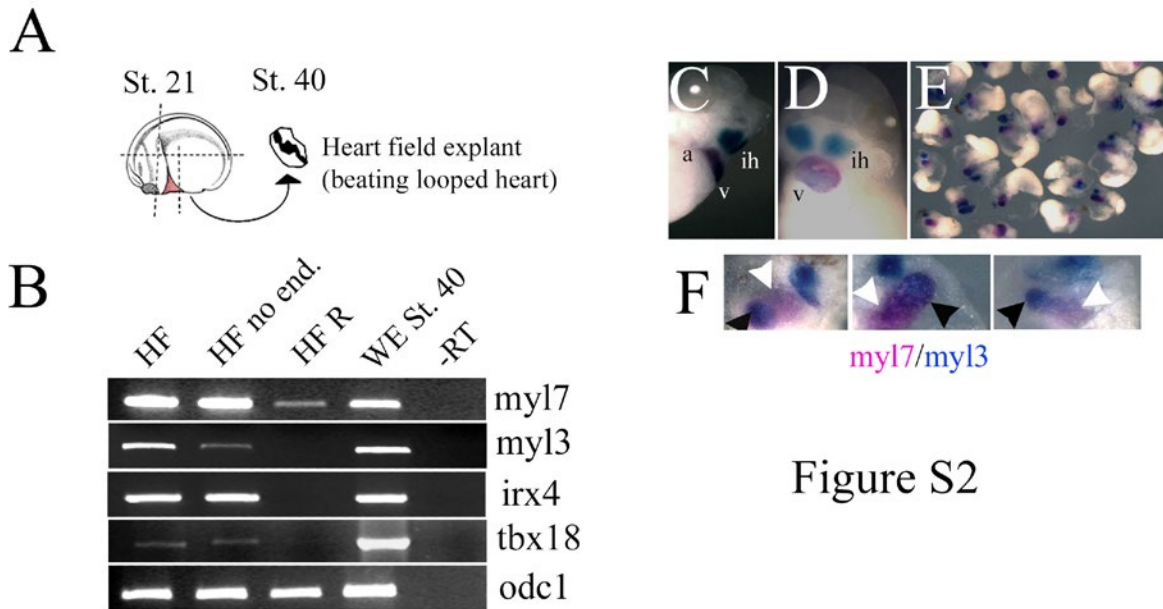 A
St. 21
St. 40
Heart field explant
(beating looped heart)
B
HF
HF no end.
HF R
WE St. 40
-RT
myl7
myl3
irx4
tbx18
odc1
C
a
v
ih
D
v
ih
E
F
myl7/myl3
Figure S2